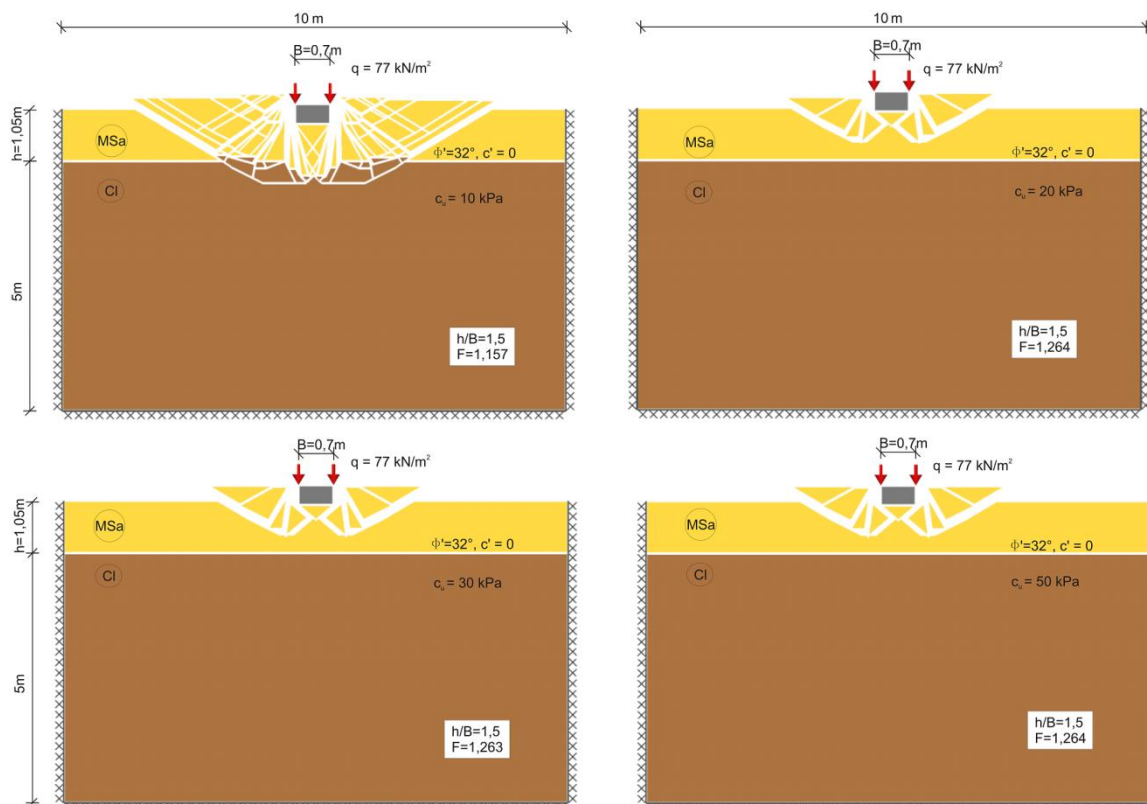 10 m
B=0,7m
q = 77 kN/m²
h=1,05m
MSa
ϕ'=32°, c' = 0
Cl
cᵤ = 10 kPa
5m
h/B=1,5
F=1,157
10 m
B=0,7m
q = 77 kN/m²
MSa
ϕ'=32°, c' = 0
Cl
cᵤ = 20 kPa
h/B=1,5
F=1,264
B=0,7m
q = 77 kN/m²
h=1,05m
MSa
ϕ'=32°, c' = 0
Cl
cᵤ = 30 kPa
5m
h/B=1,5
F=1,263
B=0,7m
q = 77 kN/m²
MSa
ϕ'=32°, c' = 0
Cl
cᵤ = 50 kPa
h/B=1,5
F=1,264